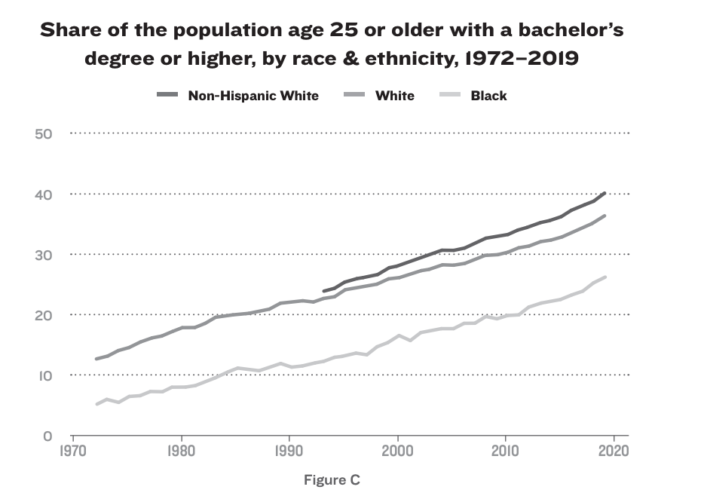 Share of the population age 25 or older with a bachelor’s
degree or higher, by race & ethnicity, 1972–2019
Non-Hispanic White White Black
50
40
30
20
10
0
1970 1980 1990 2000 2010 2020
Figure C